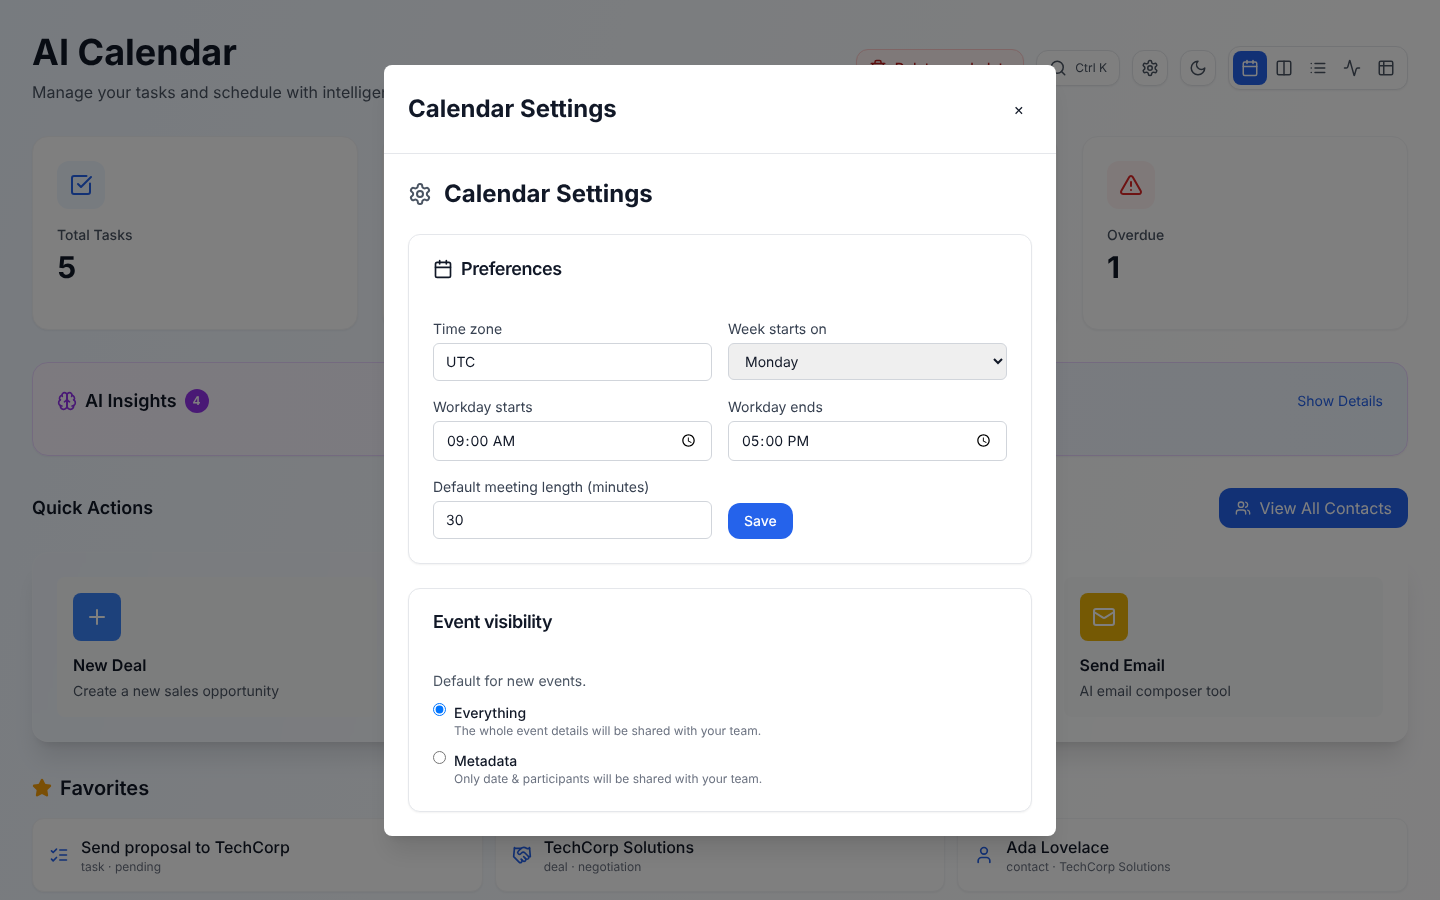 AI Calendar
Manage your tasks and schedule with
Ctrl K
Calendar Settings
×
Calendar Settings
Total Tasks
5
Overdue
1
Preferences
Time zone
Week starts on
UTC
Monday
Workday starts
Workday ends
09:00 AM
05:00 PM
Default meeting length (minutes)
30
Save
AI Insights
4
Show Details
Quick Actions
View All Contacts
Event visibility
Default for new events.
Everything
The whole event details will be shared with your team.
Metadata
Only date & participants will be shared with your team.
New Deal
Create a new sales opportunity
Send Email
AI email composer tool
Favorites
Send proposal to TechCorp
task · pending
TechCorp Solutions
deal · negotiation
Ada Lovelace
contact · TechCorp Solutions